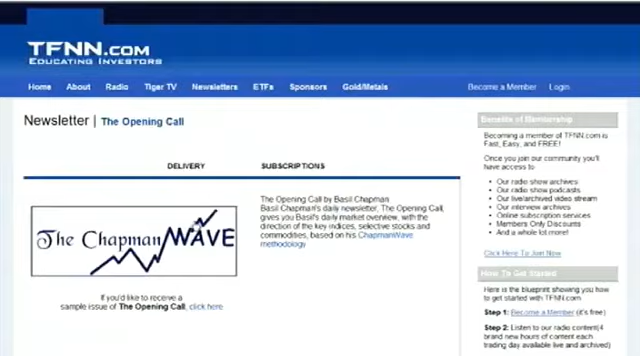 TFNN.COM
EDUCATING INVESTORS
Home About Radio Tiger TV Newsletters ETFs Sponsors Gold/Metals Become a Member Login
Newsletter | The Opening Call
DELIVERY SUBSCRIPTIONS
The Opening Call by Basil Chapman
Basil Chapman's daily newsletter, The Opening Call,
gives you Basil's daily market overview, with the
direction of the key indices, selective stocks and
commodities, based on his ChapmanWave
methodology
The Chapman WAVE
If you'd like to receive a
sample issue of The Opening Call, click here
Benefits of Membership
Becoming a member of TFNN.com is
Fast, Easy, and FREE!
Once you join our community you'll
have access to
• Our radio show archives
• Our radio show podcasts
• Our live/archived video stream
• Our interview archives
• Online subscription services
• Members Only Discounts
• And a whole lot more!
Click Here To Join Now
How To Get Started
Here is the blueprint showing you how
to get started with TFNN.com
Step 1: Become a Member (it's free)
Step 2: Listen to our radio content(4
brand new hours of content each
trading day available live and archived)